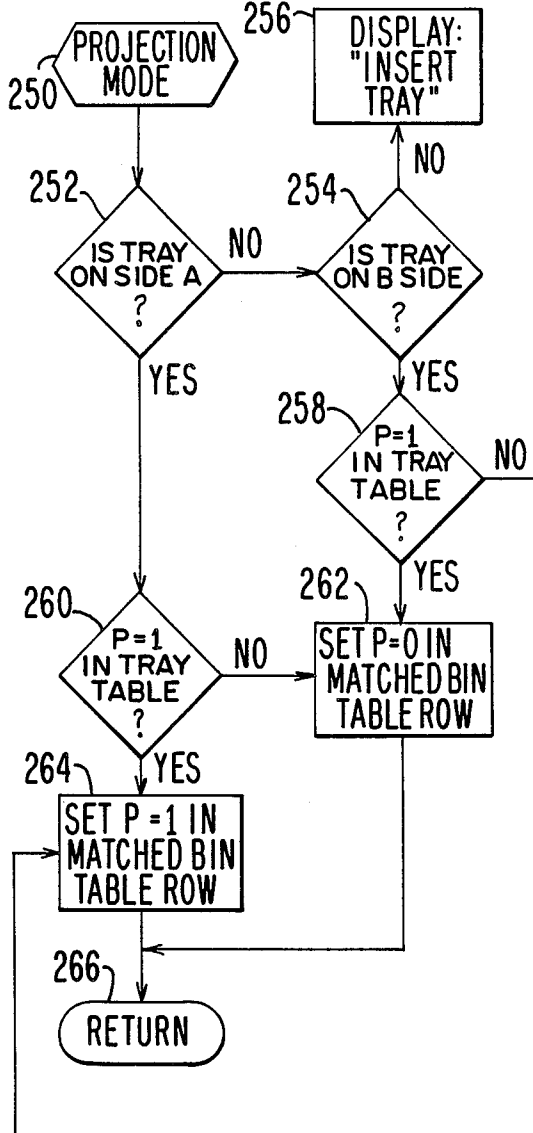 250
PROJECTION
MODE
256
DISPLAY:
"INSERT
TRAY"
NO
252
IS TRAY
ON SIDE A
?
NO
254
IS TRAY
ON B SIDE
?
YES
YES
258
P=1
IN TRAY
TABLE
?
NO
YES
260
P=1
IN TRAY
TABLE
?
NO
262
SET P=0 IN
MATCHED BIN
TABLE ROW
YES
264
SET P =1 IN
MATCHED BIN
TABLE ROW
266
RETURN